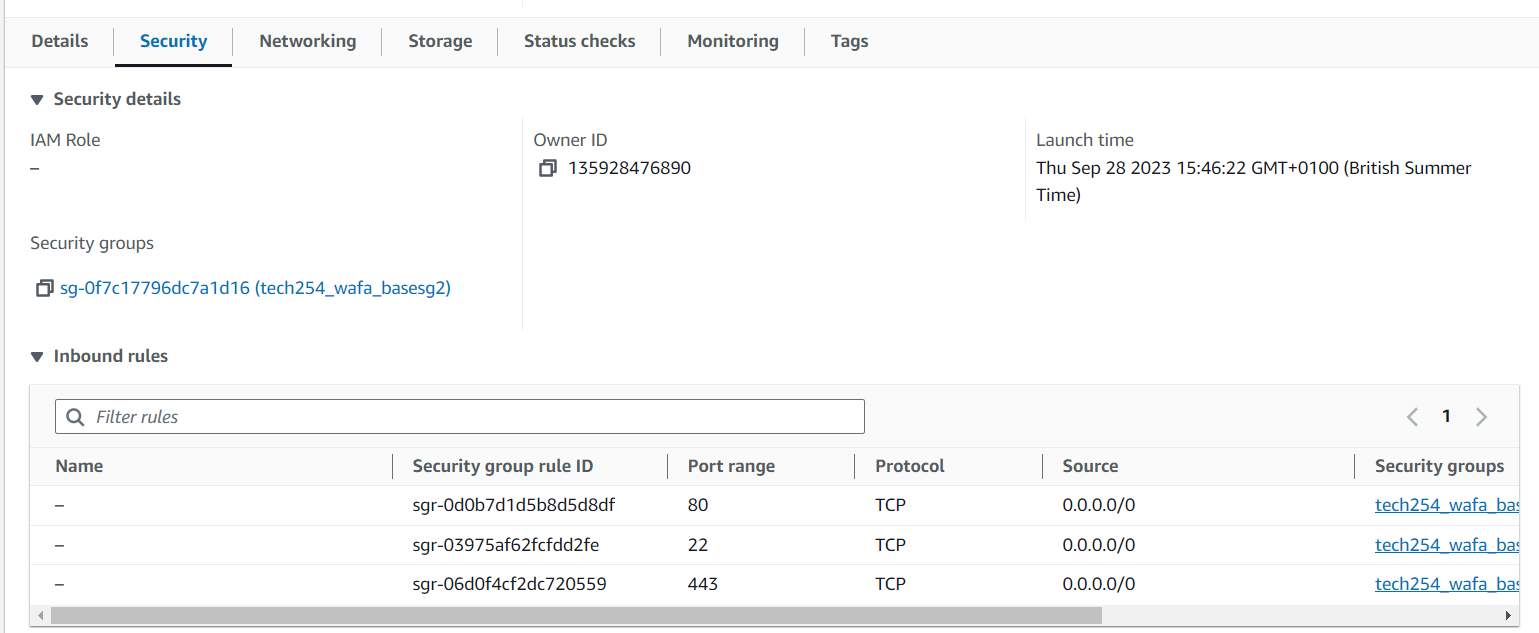 Details Security Networking Storage Status checks Monitoring Tags
Security details
IAM Role Owner ID Launch time
– 135928476890 Thu Sep 28 2023 15:46:22 GMT+0100 (British Summer
Time)
Security groups
sg-0f7c17796dc7a1d16 (tech254_wafa_basesg2)
Inbound rules
Filter rules 1
Name Security group rule ID Port range Protocol Source Security groups
– sgr-0d0b7d1d5b8d5d8df 80 TCP 0.0.0.0/0 tech254_wafa_bas
– sgr-03975af62fcfdd2fe 22 TCP 0.0.0.0/0 tech254_wafa_bas
– sgr-06d0f4cf2dc720559 443 TCP 0.0.0.0/0 tech254_wafa_bas